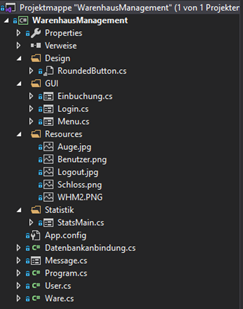 Projektmappe "WarenhausManagement" (1 von 1 Projekter
WarenhausManagement
Properties
Verweise
Design
RoundedButton.cs
GUI
Einbuchung.cs
Login.cs
Menu.cs
Resources
Auge.jpg
Benutzer.png
Logout.jpg
Schloss.png
WHM2.PNG
Statistik
StatsMain.cs
App.config
Datenbankanbindung.cs
Message.cs
Program.cs
User.cs
Ware.cs